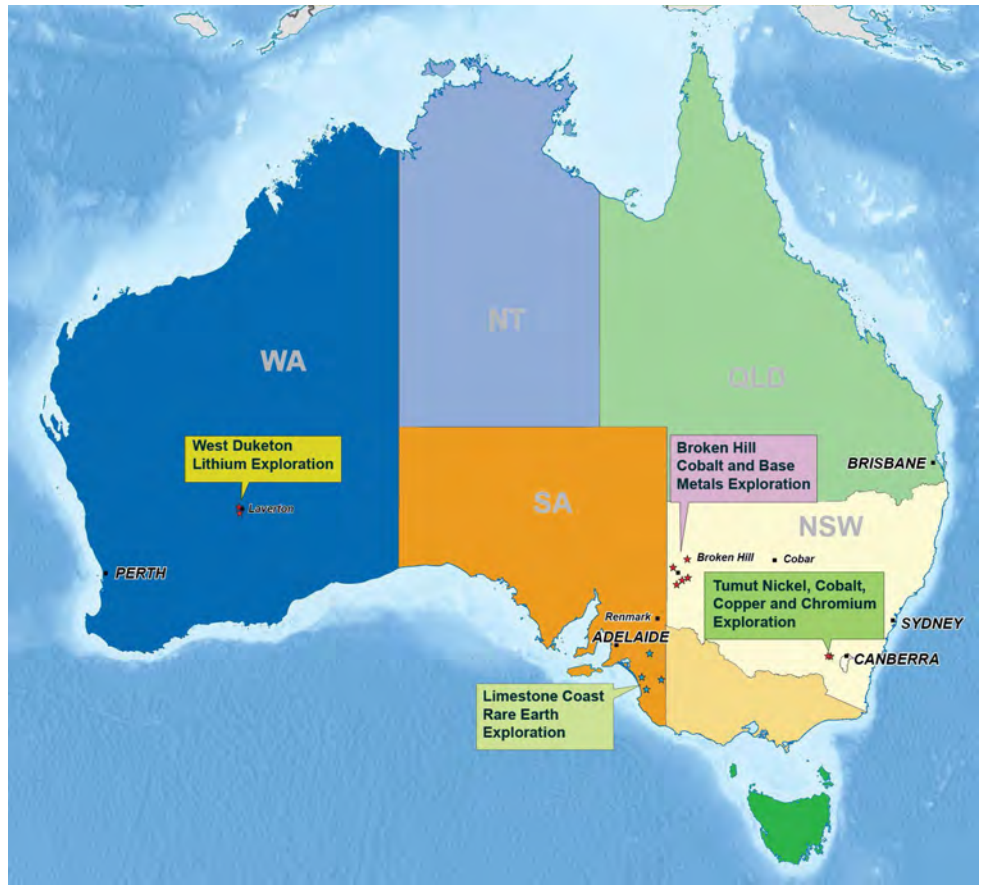 NT
WA
QLD
West Duketon
Lithium Exploration
Broken Hill
Cobalt and Base
Metals Exploration
BRISBANE
Laverton
SA
NSW
Broken Hill
Cobar
PERTH
Tumut Nickel, Cobalt,
Copper and Chromium
Exploration
Renmark
ADELAIDE
SYDNEY
CANBERRA
Limestone Coast
Rare Earth
Exploration